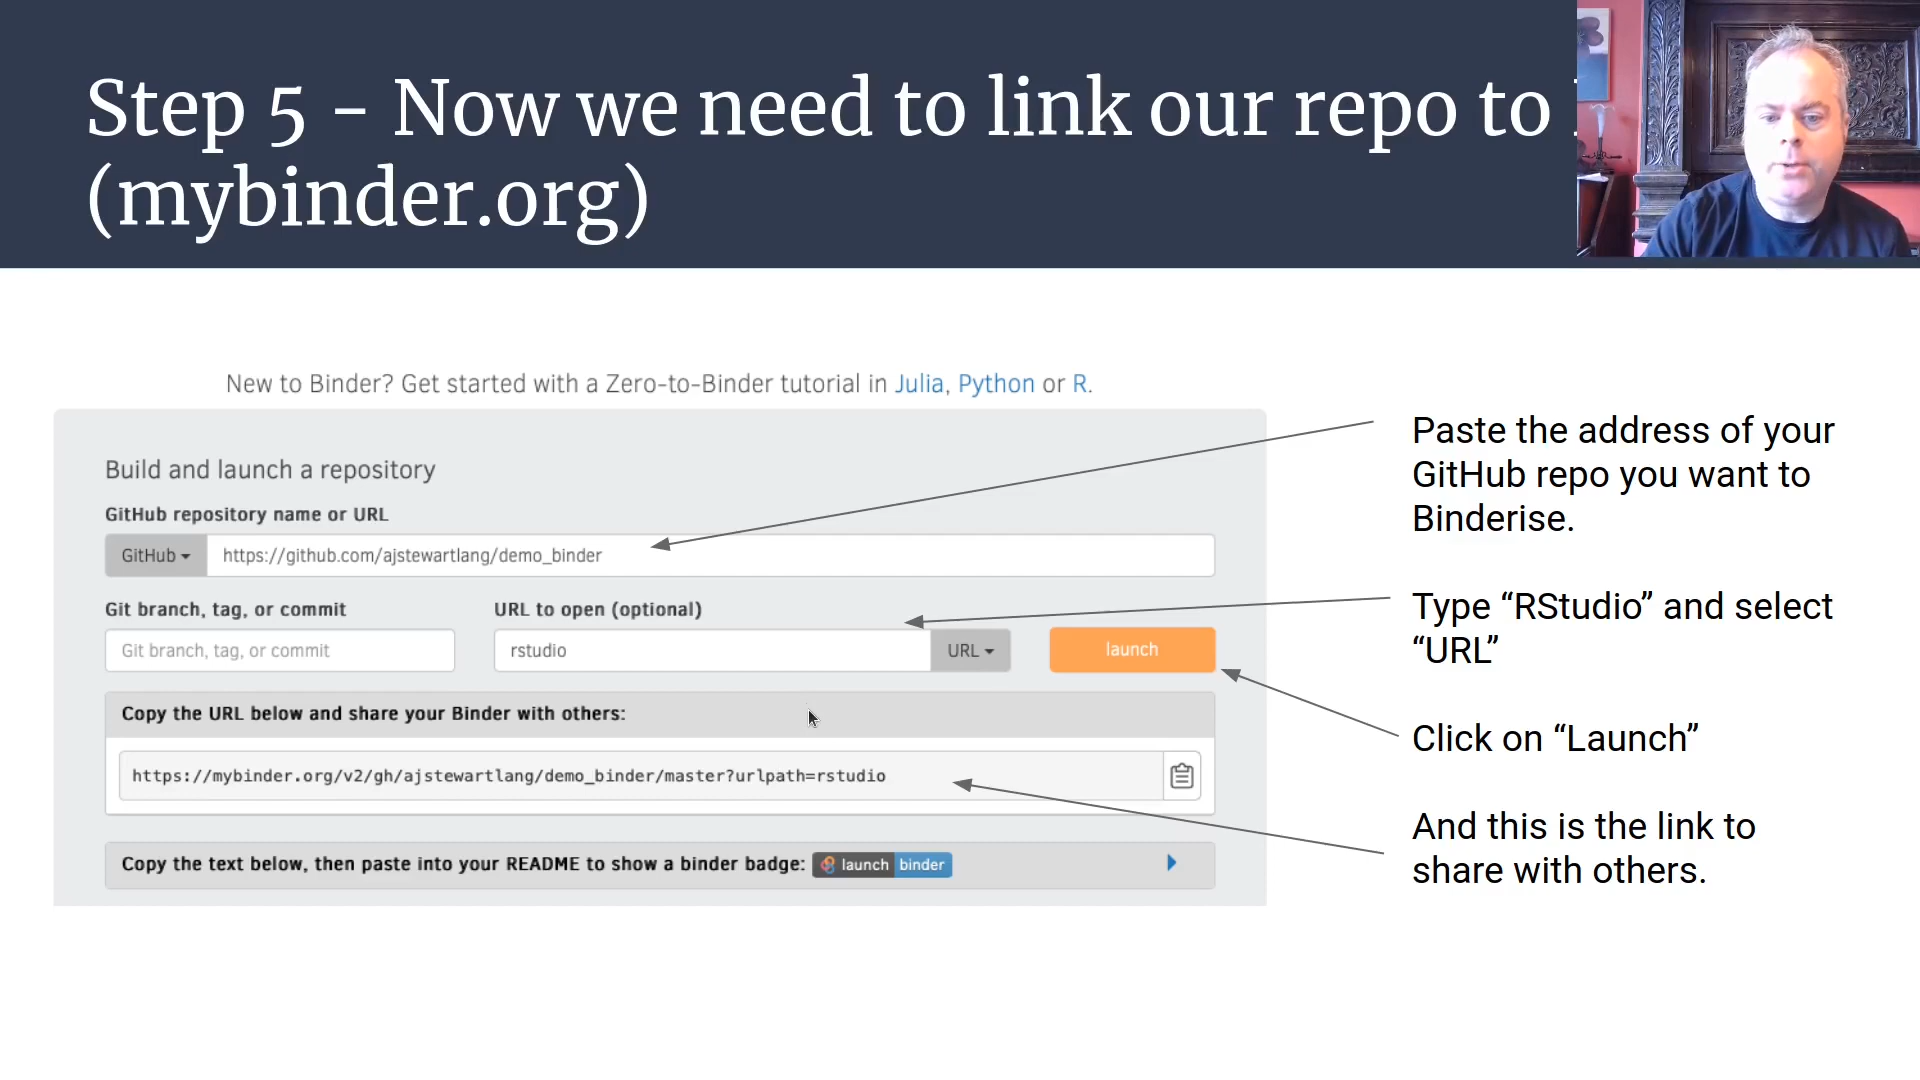 Step 5 - Now we need to link our repo to
(mybinder.org)
New to Binder? Get started with a Zero-to-Binder tutorial in Julia, Python or R.
Build and launch a repository
GitHub repository name or URL
GitHub
https://github.com/ajstewartlang/demo_binder
Git branch, tag, or commit
URL to open (optional)
Git branch, tag, or commit
rstudio
URL
launch
Copy the URL below and share your Binder with others:
https://mybinder.org/v2/gh/ajstewartlang/demo_binder/master?urlpath=rstudio
Copy the text below, then paste into your README to show a binder badge:
launch binder
Paste the address of your
GitHub repo you want to
Binderise.
Type “RStudio” and select
“URL”
Click on “Launch”
And this is the link to
share with others.